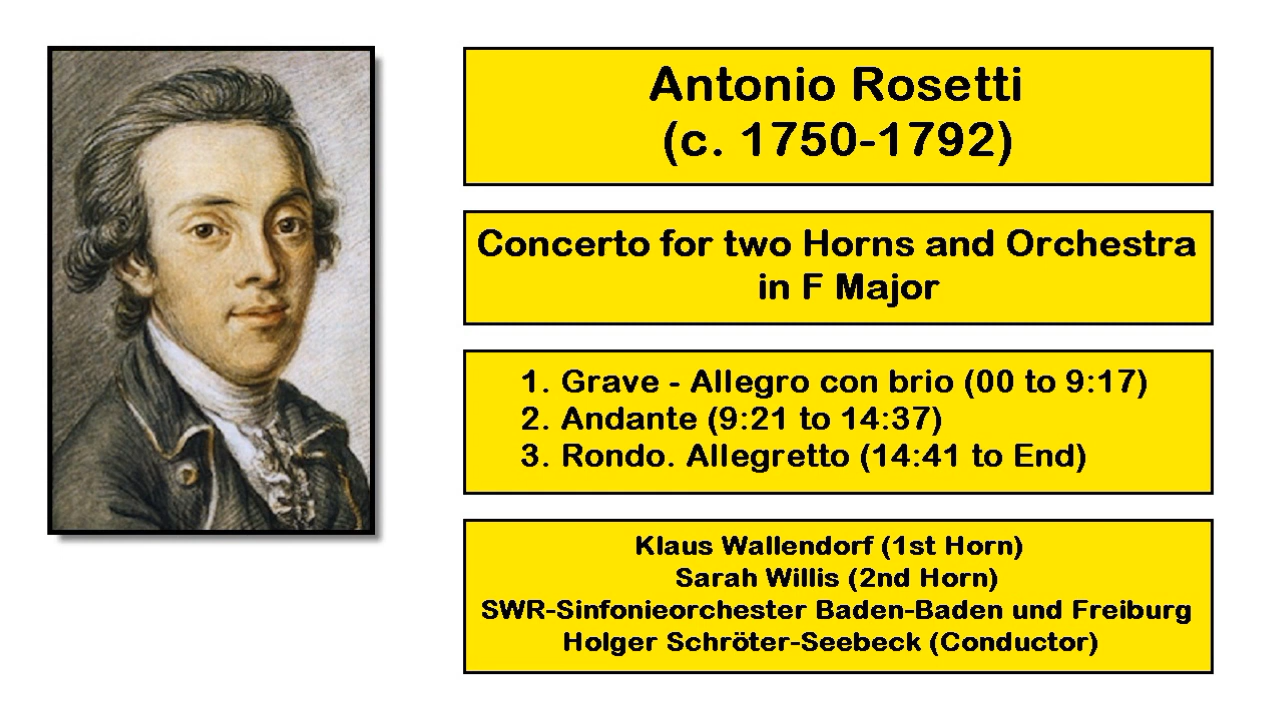 Antonio Rosetti
(c. 1750-1792)
Concerto for two Horns and Orchestra
in F Major
1. Grave - Allegro con brio (00 to 9:17)
2. Andante (9:21 to 14:37)
3. Rondo. Allegretto (14:41 to End)
Klaus Wallendorf (1st Horn)
Sarah Willis (2nd Horn)
SWR-Sinfonieorchester Baden-Baden und Freiburg
Holger Schröter-Seebeck (Conductor)